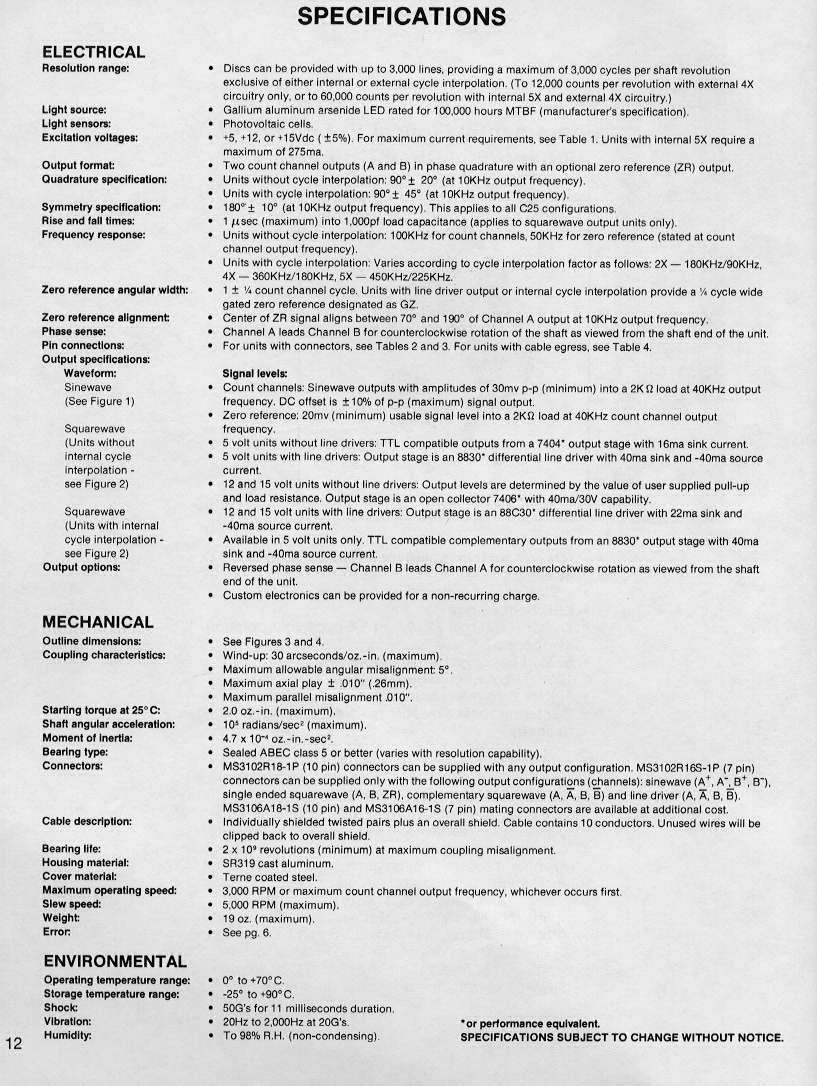 SPECIFICATIONS
ELECTRICAL
Resolution range: • Discs can be provided with up to 3,000 lines, providing a maximum of 3,000 cycles per shaft revolution
exclusive of either internal or external cycle interpolation. (To 12,000 counts per revolution with external 4X
circuitry only, or to 60,000 counts per revolution with internal 5X and external 4X circuitry.)
Light source: • Gallium aluminum arsenide LED rated for 100,000 hours MTBF (manufacturer's specification).
Light sensors: • Photovoltaic cells.
Excitation voltages: • +5, +12, or +15Vdc ( ±5%). For maximum current requirements, see Table 1. Units with internal 5X require a
maximum of 275ma.
Output format: • Two count channel outputs (A and B) in phase quadrature with an optional zero reference (ZR) output.
Quadrature specification: • Units without cycle interpolation: 90° ± 20° (at 10KHz output frequency).
• Units with cycle interpolation: 90° ± 45° (at 10KHz output frequency).
Symmetry specification: • 180° ± 10° (at 10KHz output frequency). This applies to all C25 configurations.
Rise and fall times: • 1 μsec (maximum) into 1,000pf load capacitance (applies to squarewave output units only).
Frequency response: • Units without cycle interpolation: 100KHz for count channels, 50KHz for zero reference (stated at count
channel output frequency).
• Units with cycle interpolation: Varies according to cycle interpolation factor as follows: 2X — 180KHz/90KHz,
4X — 360KHz/180KHz, 5X — 450KHz/225KHz.
Zero reference angular width: • 1 ± ¼ count channel cycle. Units with line driver output or internal cycle interpolation provide a ¼ cycle wide
gated zero reference designated as GZ.
Zero reference alignment: • Center of ZR signal aligns between 70° and 190° of Channel A output at 10KHz output frequency.
Phase sense: • Channel A leads Channel B for counterclockwise rotation of the shaft as viewed from the shaft end of the unit.
Pin connections: • For units with connectors, see Tables 2 and 3. For units with cable egress, see Table 4.
Output specifications:
Waveform: Signal levels:
Sinewave • Count channels: Sinewave outputs with amplitudes of 30mv p-p (minimum) into a 2K Ω load at 40KHz output
(See Figure 1) frequency. DC offset is ±10% of p-p (maximum) signal output.
• Zero reference: 20mv (minimum) usable signal level into a 2KΩ load at 40KHz count channel output
Squarewave frequency.
(Units without • 5 volt units without line drivers: TTL compatible outputs from a 7404* output stage with 16ma sink current.
internal cycle • 5 volt units with line drivers: Output stage is an 8830* differential line driver with 40ma sink and -40ma source
interpolation - current.
see Figure 2) • 12 and 15 volt units without line drivers: Output levels are determined by the value of user supplied pull-up
and load resistance. Output stage is an open collector 7406* with 40ma/30V capability.
Squarewave • 12 and 15 volt units with line drivers: Output stage is an 88C30* differential line driver with 22ma sink and
(Units with internal -40ma source current.
cycle interpolation - • Available in 5 volt units only. TTL compatible complementary outputs from an 8830* output stage with 40ma
see Figure 2) sink and -40ma source current.
Output options: • Reversed phase sense — Channel B leads Channel A for counterclockwise rotation as viewed from the shaft
end of the unit.
• Custom electronics can be provided for a non-recurring charge.
MECHANICAL
Outline dimensions: • See Figures 3 and 4.
Coupling characteristics: • Wind-up: 30 arcseconds/oz.-in. (maximum).
• Maximum allowable angular misalignment: 5°.
• Maximum axial play ± .010" (.26mm).
• Maximum parallel misalignment .010".
Starting torque at 25°C: • 2.0 oz.-in. (maximum).
Shaft angular acceleration: • 10⁵ radians/sec² (maximum).
Moment of inertia: • 4.7 x 10⁻⁴ oz.-in.-sec².
Bearing type: • Sealed ABEC class 5 or better (varies with resolution capability).
Connectors: • MS3102R18-1P (10 pin) connectors can be supplied with any output configuration. MS3102R16S-1P (7 pin)
connectors can be supplied only with the following output configurations (channels): sinewave (A⁺, A⁻, B⁺, B⁻),
single ended squarewave (A, B, ZR), complementary squarewave (A, A̅, B, B̅) and line driver (A, A̅, B, B̅).
MS3106A18-1S (10 pin) and MS3106A16-1S (7 pin) mating connectors are available at additional cost.
Cable description: • Individually shielded twisted pairs plus an overall shield. Cable contains 10 conductors. Unused wires will be
clipped back to overall shield.
Bearing life: • 2 x 10⁹ revolutions (minimum) at maximum coupling misalignment.
Housing material: • SR319 cast aluminum.
Cover material: • Terne coated steel.
Maximum operating speed: • 3,000 RPM or maximum count channel output frequency, whichever occurs first.
Slew speed: • 5,000 RPM (maximum).
Weight: • 19 oz. (maximum).
Error: • See pg. 6.
ENVIRONMENTAL
Operating temperature range: • 0° to +70°C.
Storage temperature range: • -25° to +90°C.
Shock: • 50G's for 11 milliseconds duration.
Vibration: • 20Hz to 2,000Hz at 20G's.
Humidity: • To 98% R.H. (non-condensing).
*or performance equivalent.
SPECIFICATIONS SUBJECT TO CHANGE WITHOUT NOTICE.
12